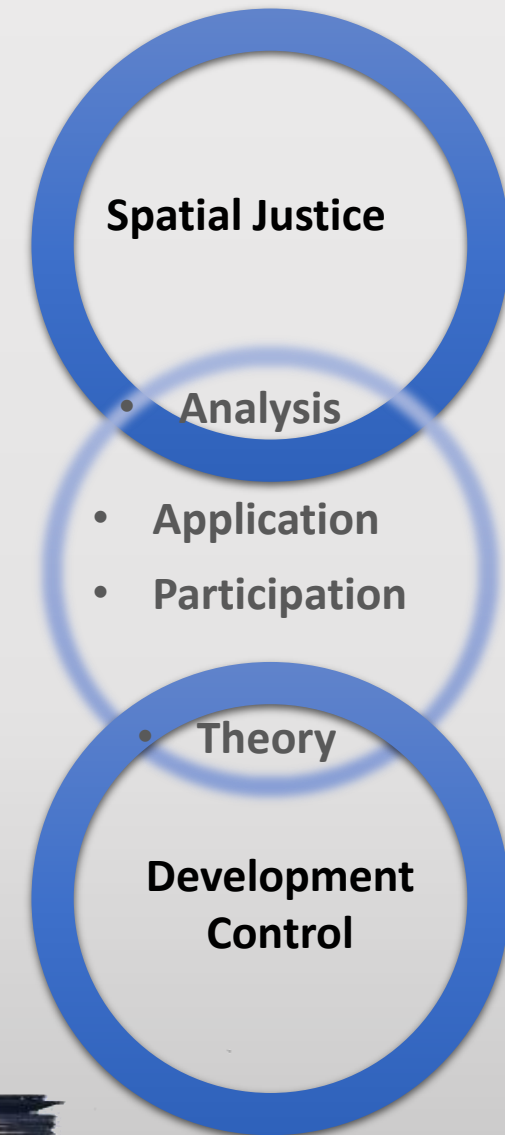 Spatial Justice
• Analysis
• Application
• Participation
• Theory
Development
Control